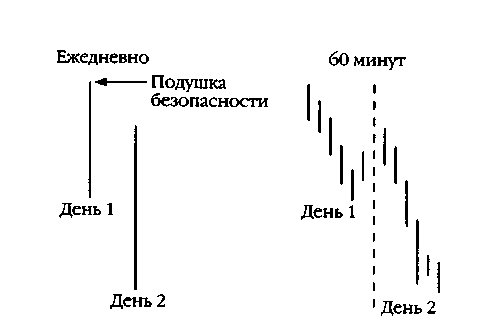 Ежедневно
Подушка
безопасности
День 1
День 2
60 минут
День 1
День 2